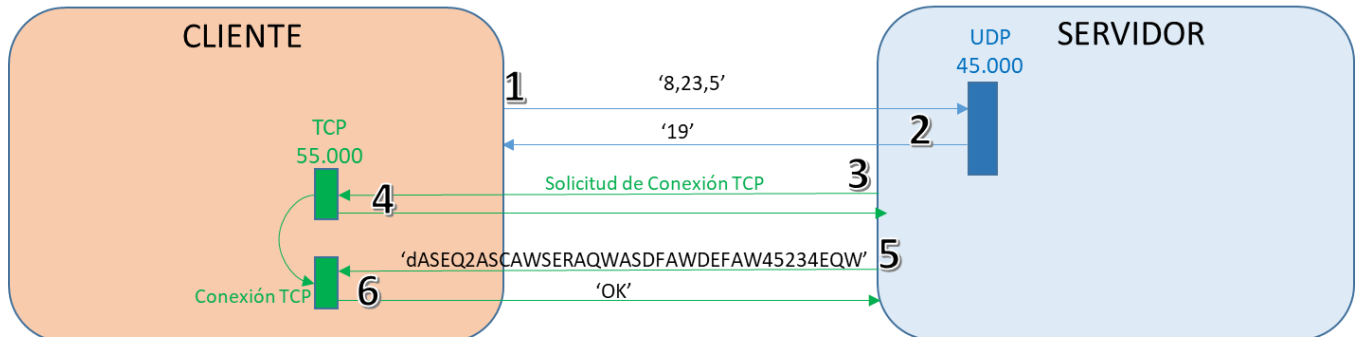 CLIENTE
SERVIDOR
UDP
45.000
1
'8,23,5'
'19'
2
TCP
55.000
Solicitud de Conexión TCP
3
4
'dASEQ2ASCAWSERAQWASDFAWDEFAW45234EQW'
5
Conexión TCP
6
'OK'